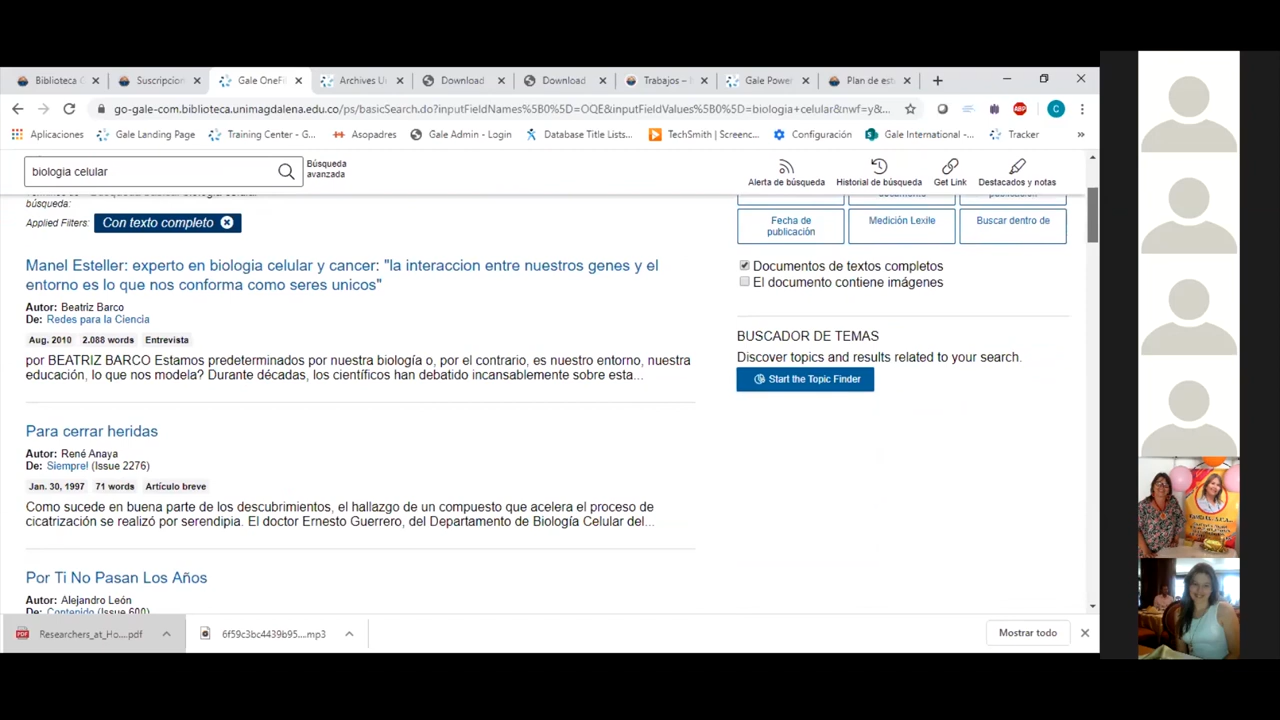 Biblioteca
Suscripcion
Gale OneFi
Archives U
Download
Download
Trabajos –
Gale Power
Plan de est
go-gale-com.biblioteca.unimagdalena.edu.co/ps/basicSearch.do?inputFieldNames%5B0%5D=OQE&inputFieldValues%5B0%5D=biologia+celular&nwf=y&...
Aplicaciones
Gale Landing Page
Training Center - G...
Asopadres
Gale Admin - Login
Database Title Lists...
TechSmith | Screenc...
Configuración
Gale International -...
Tracker
»
biologia celular
Búsqueda
avanzada
Alerta de búsqueda
Historial de búsqueda
Get Link
Destacados y notas
búsqueda:
Applied Filters: Con texto completo
Manel Esteller: experto en biologia celular y cancer: "la interaccion entre nuestros genes y el
entorno es lo que nos conforma como seres unicos"
Autor: Beatriz Barco
De: Redes para la Ciencia
Aug. 2010 2.088 words Entrevista
por BEATRIZ BARCO Estamos predeterminados por nuestra biología o, por el contrario, es nuestro entorno, nuestra
educación, lo que nos modela? Durante décadas, los científicos han debatido incansablemente sobre esta...
Para cerrar heridas
Autor: René Anaya
De: Siempre! (Issue 2276)
Jan. 30, 1997 71 words Artículo breve
Como sucede en buena parte de los descubrimientos, el hallazgo de un compuesto que acelera el proceso de
cicatrización se realizó por serendipia. El doctor Ernesto Guerrero, del Departamento de Biología Celular del...
Por Ti No Pasan Los Años
Autor: Alejandro León
De: Contenido (Issue 600)
Fecha de
publicación
Medición Lexile
Buscar dentro de
Documentos de textos completos
El documento contiene imágenes
BUSCADOR DE TEMAS
Discover topics and results related to your search.
Start the Topic Finder
Researchers_at_Ho....pdf
6f59c3bc4439b95....mp3
Mostrar todo